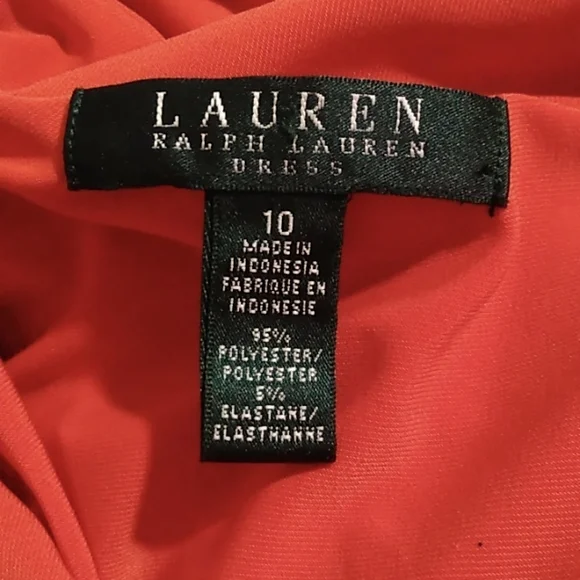 LAUREN
RALPH LAUREN
DRESS
10
MADE IN
INDONESIA
FABRIQUE EN
INDONESIE
95%
POLYESTER/
POLYESTER
5%
ELASTANE/
ELASTHANNE